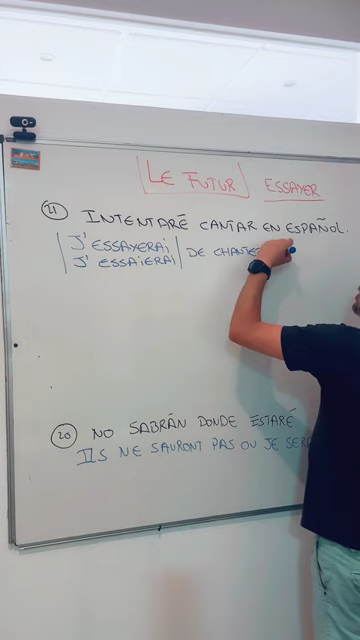 LE FUTUR ESSAYER
21 INTENTARÉ CANTAR EN ESPAÑOL.
J'ESSAYERAI
J'ESSAIERAI DE CHANTE
20 NO SABRÁN DONDE ESTARÉ
ILS NE SAURONT PAS OU JE SER